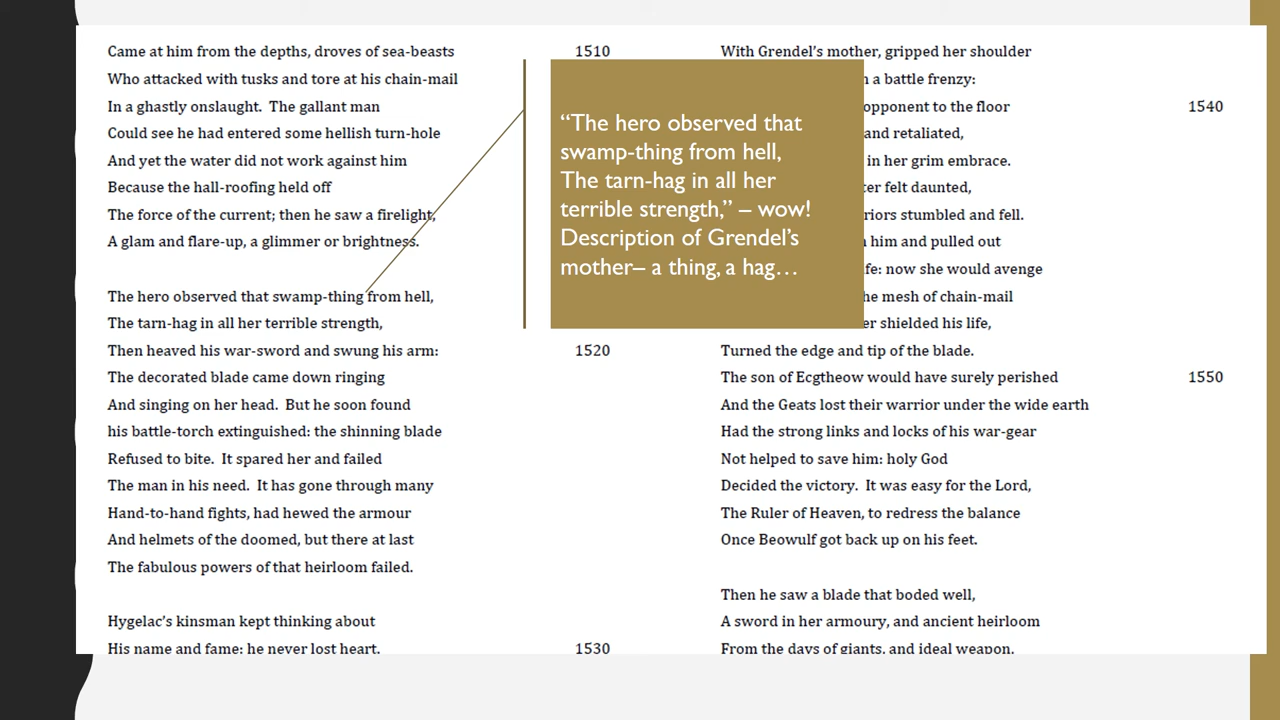 Came at him from the depths, droves of sea-beasts 1510
Who attacked with tusks and tore at his chain-mail
In a ghastly onslaught. The gallant man
Could see he had entered some hellish turn-hole
And yet the water did not work against him
Because the hall-roofing held off
The force of the current; then he saw a firelight,
A glam and flare-up, a glimmer or brightness.
The hero observed that swamp-thing from hell,
The tarn-hag in all her terrible strength,
Then heaved his war-sword and swung his arm: 1520
The decorated blade came down ringing
And singing on her head. But he soon found
his battle-torch extinguished: the shinning blade
Refused to bite. It spared her and failed
The man in his need. It has gone through many
Hand-to-hand fights, had hewed the armour
And helmets of the doomed, but there at last
The fabulous powers of that heirloom failed.
Hygelac's kinsman kept thinking about
His name and fame: he never lost heart. 1530
“The hero observed that
swamp-thing from hell,
The tarn-hag in all her
terrible strength,” – wow!
Description of Grendel’s
mother– a thing, a hag…
With Grendel's mother, gripped her shoulder
a battle frenzy:
opponent to the floor 1540
and retaliated,
in her grim embrace.
felt daunted,
stumbled and fell.
him and pulled out
now she would avenge
mesh of chain-mail
shielded his life,
Turned the edge and tip of the blade.
The son of Ecgtheow would have surely perished 1550
And the Geats lost their warrior under the wide earth
Had the strong links and locks of his war-gear
Not helped to save him: holy God
Decided the victory. It was easy for the Lord,
The Ruler of Heaven, to redress the balance
Once Beowulf got back up on his feet.
Then he saw a blade that boded well,
A sword in her armoury, and ancient heirloom
From the days of giants, and ideal weapon,